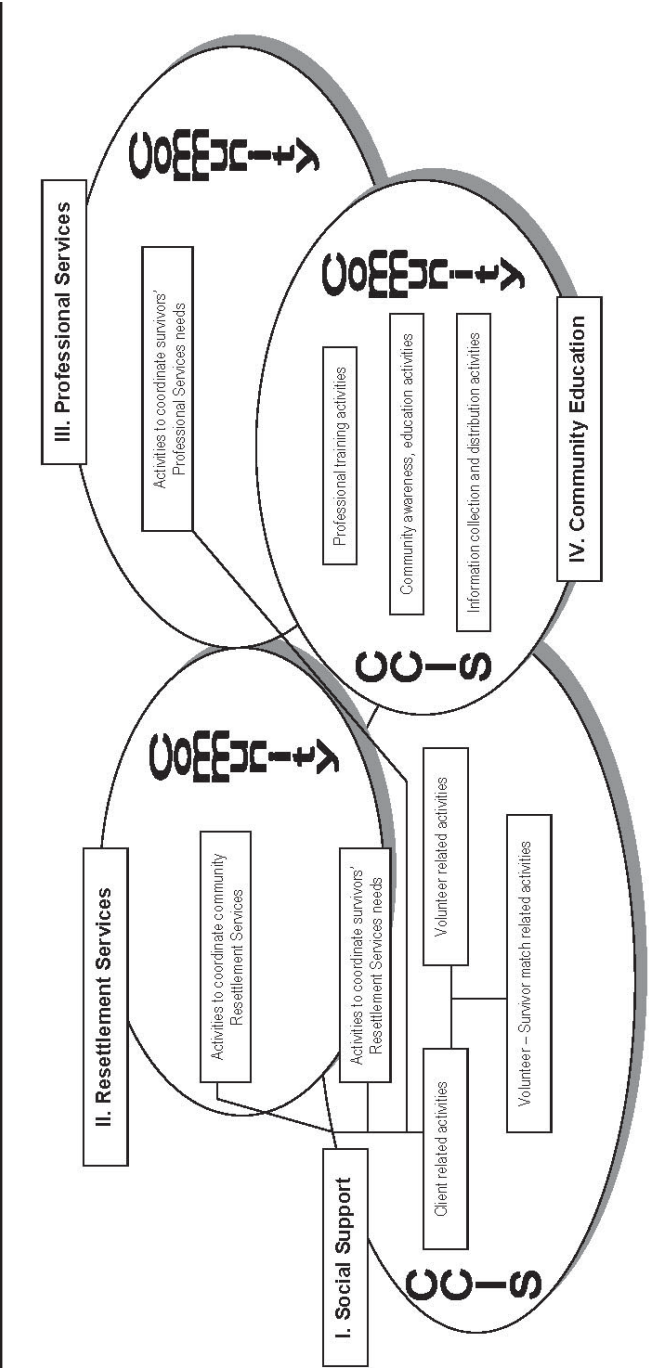 I. Social Support
CCIS
Client related activities
Volunteer related activities
Volunteer – Survivor match related activities
II. Resettlement Services
Community
Activities to coordinate community
Resettlement Services
Activities to coordinate survivors'
Resettlement Services needs
III. Professional Services
Community
Activities to coordinate survivors'
Professional Services needs
CCIS
Community
Professional training activities
Community awareness, education activities
Information collection and distribution activities
IV. Community Education